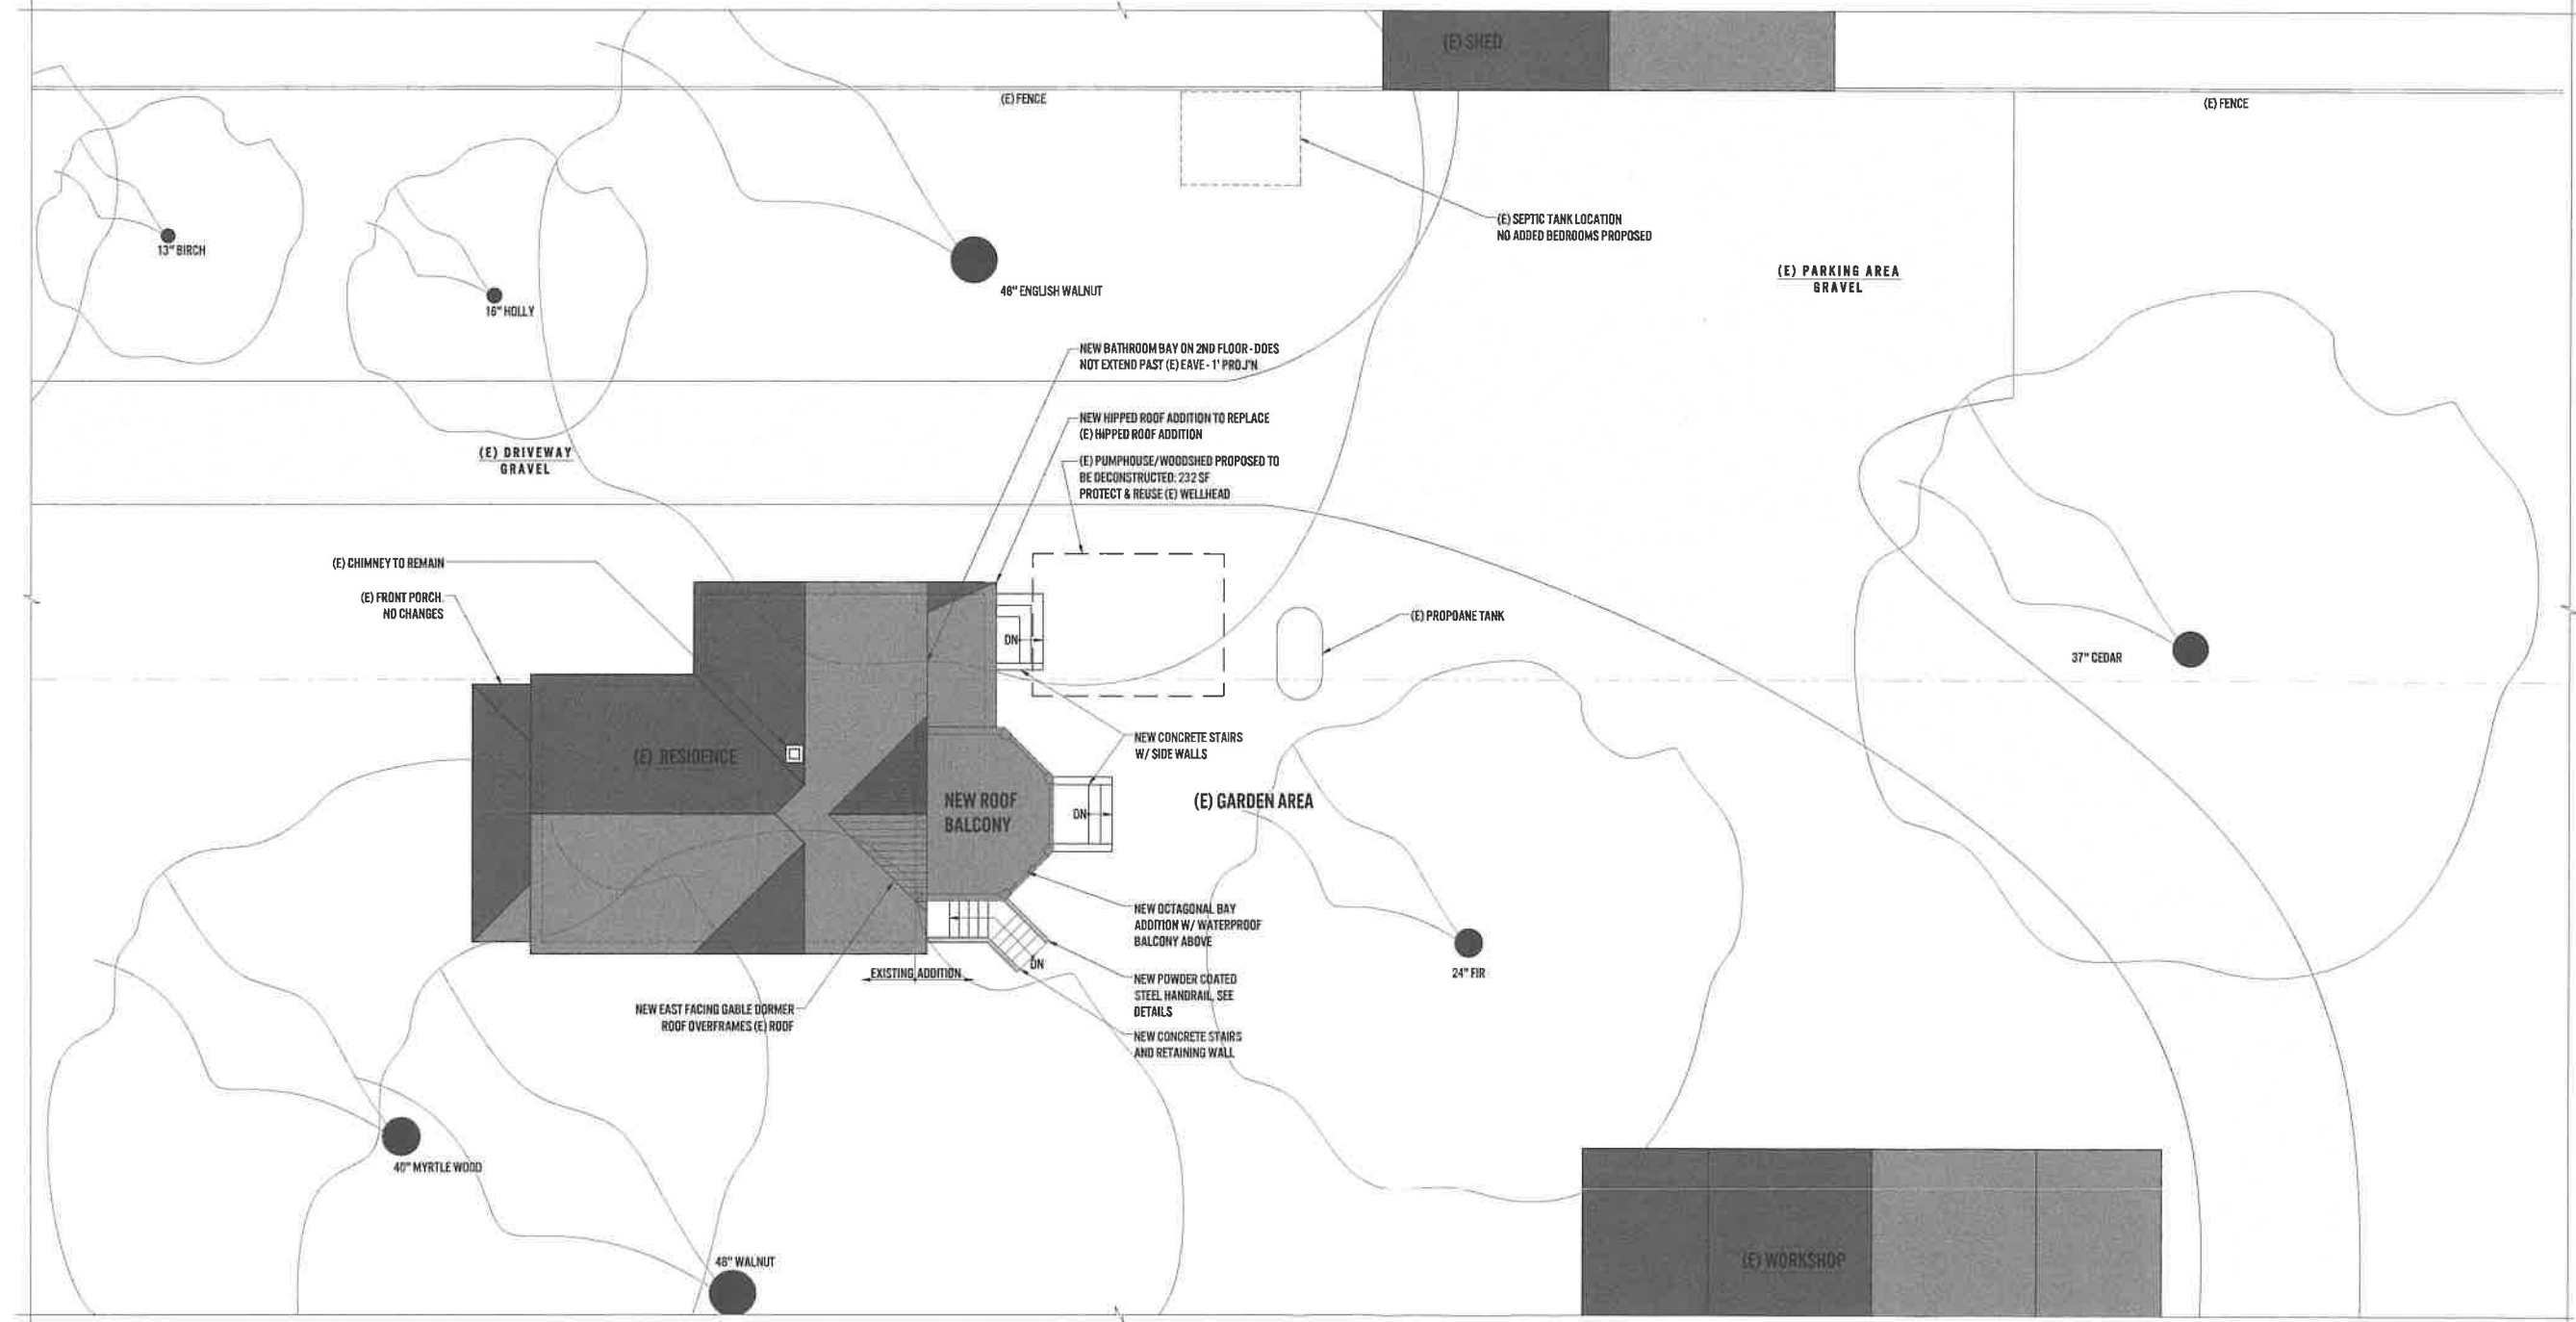 (E) SHED
(E) FENCE
(E) FENCE
13" BIRCH
16" HOLLY
48" ENGLISH WALNUT
(E) SEPTIC TANK LOCATION
NO ADDED BEDROOMS PROPOSED
(E) PARKING AREA
GRAVEL
NEW BATHROOM BAY ON 2ND FLOOR - DOES
NOT EXTEND PAST (E) EAVE - 1' PROJ'N
NEW HIPPED ROOF ADDITION TO REPLACE
(E) HIPPED ROOF ADDITION
(E) DRIVEWAY
GRAVEL
(E) PUMPHOUSE/WOODSHED PROPOSED TO
BE DECONSTRUCTED: 232 SF
PROTECT & REUSE (E) WELLHEAD
(E) CHIMNEY TO REMAIN
(E) FRONT PORCH.
NO CHANGES
DN
(E) PROPOANE TANK
37" CEDAR
(E) RESIDENCE
NEW CONCRETE STAIRS
W/ SIDE WALLS
NEW ROOF
BALCONY
DN
(E) GARDEN AREA
NEW OCTAGONAL BAY
ADDITION W/ WATERPROOF
BALCONY ABOVE
DN
EXISTING ADDITION
24" FIR
NEW POWDER COATED
STEEL HANDRAIL, SEE
DETAILS
NEW EAST FACING GABLE DORMER
ROOF OVERFRAMES (E) ROOF
NEW CONCRETE STAIRS
AND RETAINING WALL
40" MYRTLE WOOD
48" WALNUT
(E) WORKSHOP